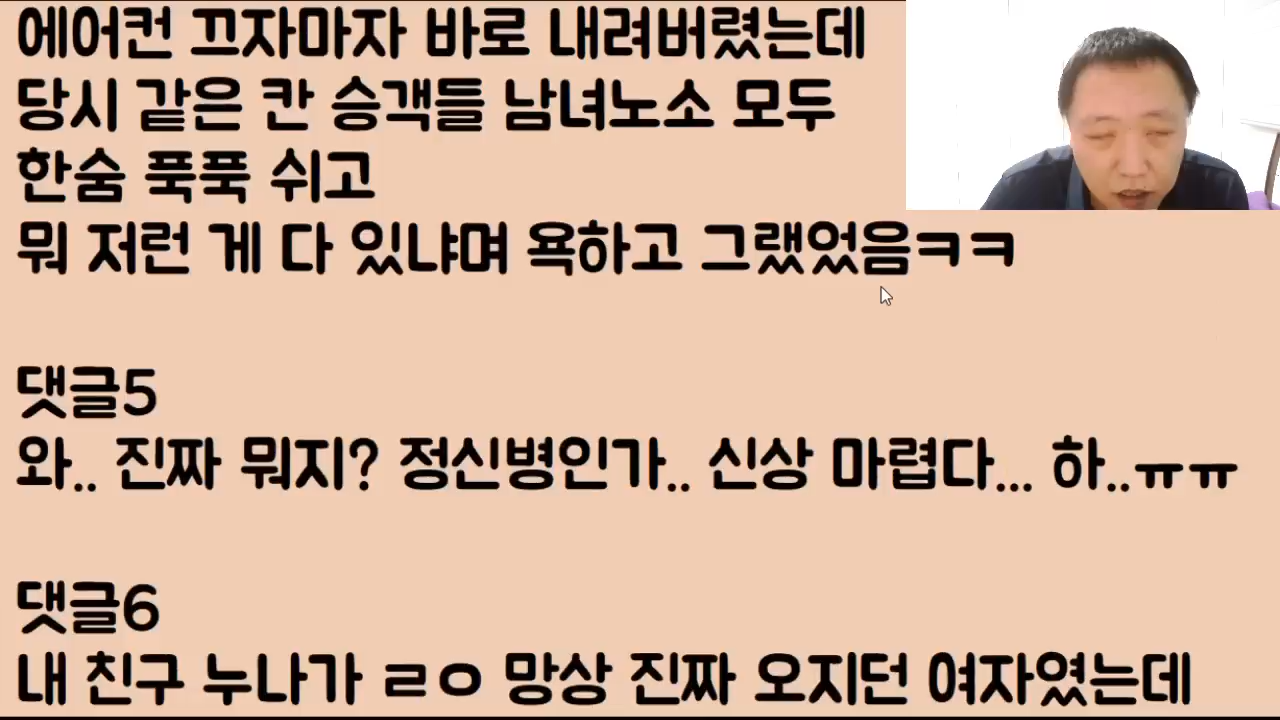 에어컨 끄자마자 바로 내려버렸는데
당시 같은 칸 승객들 남녀노소 모두
한숨 푹푹 쉬고
뭐 저런 게 다 있냐며 욕하고 그랬었음ㅋㅋ
댓글5
와.. 진짜 뭐지? 정신병인가.. 신상 마렵다... 하..ㅠㅠ
댓글6
내 친구 누나가 ㄹㅇ 망상 진짜 오지던 여자였는데